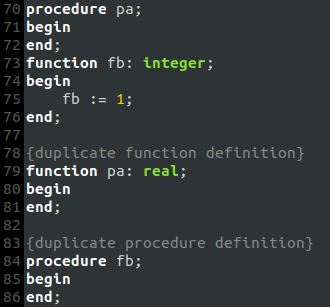 70 procedure pa;
71 begin
72 end;
73 function fb: integer;
74 begin
75     fb := 1;
76 end;
77
78 {duplicate function definition}
79 function pa: real;
80 begin
81 end;
82
83 {duplicate procedure definition}
84 procedure fb;
85 begin
86 end;